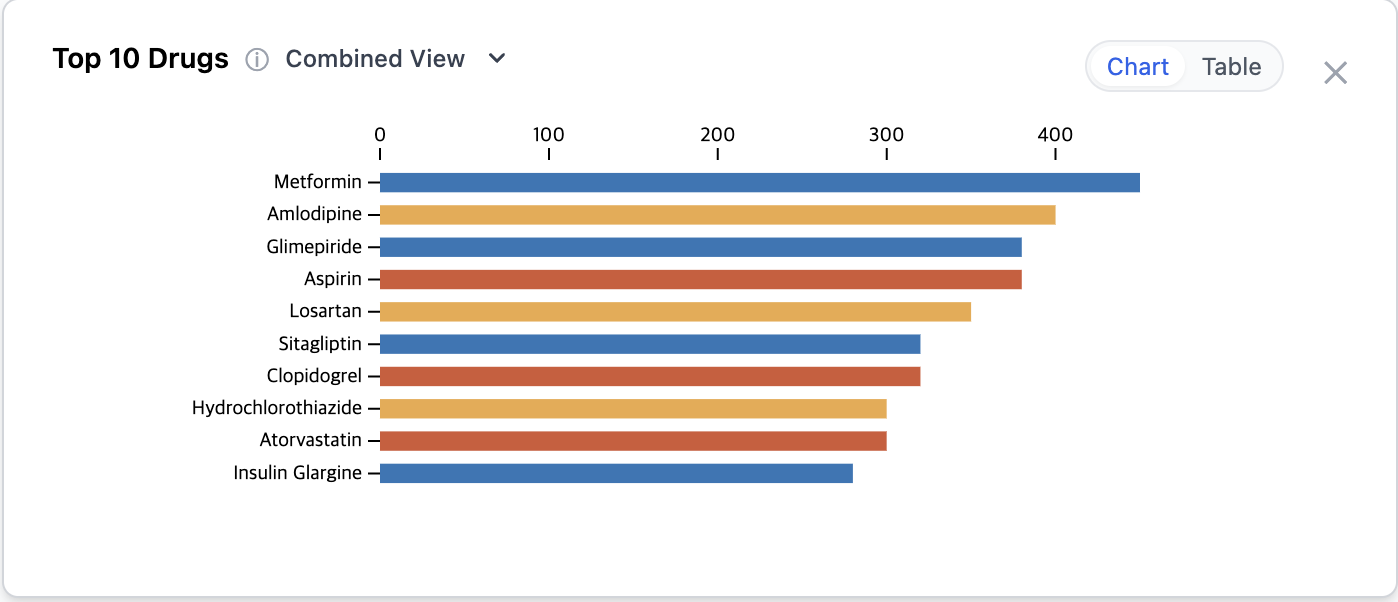 Top 10 Drugs Combined View Chart Table
0 100 200 300 400
Metformin
Amlodipine
Glimepiride
Aspirin
Losartan
Sitagliptin
Clopidogrel
Hydrochlorothiazide
Atorvastatin
Insulin Glargine